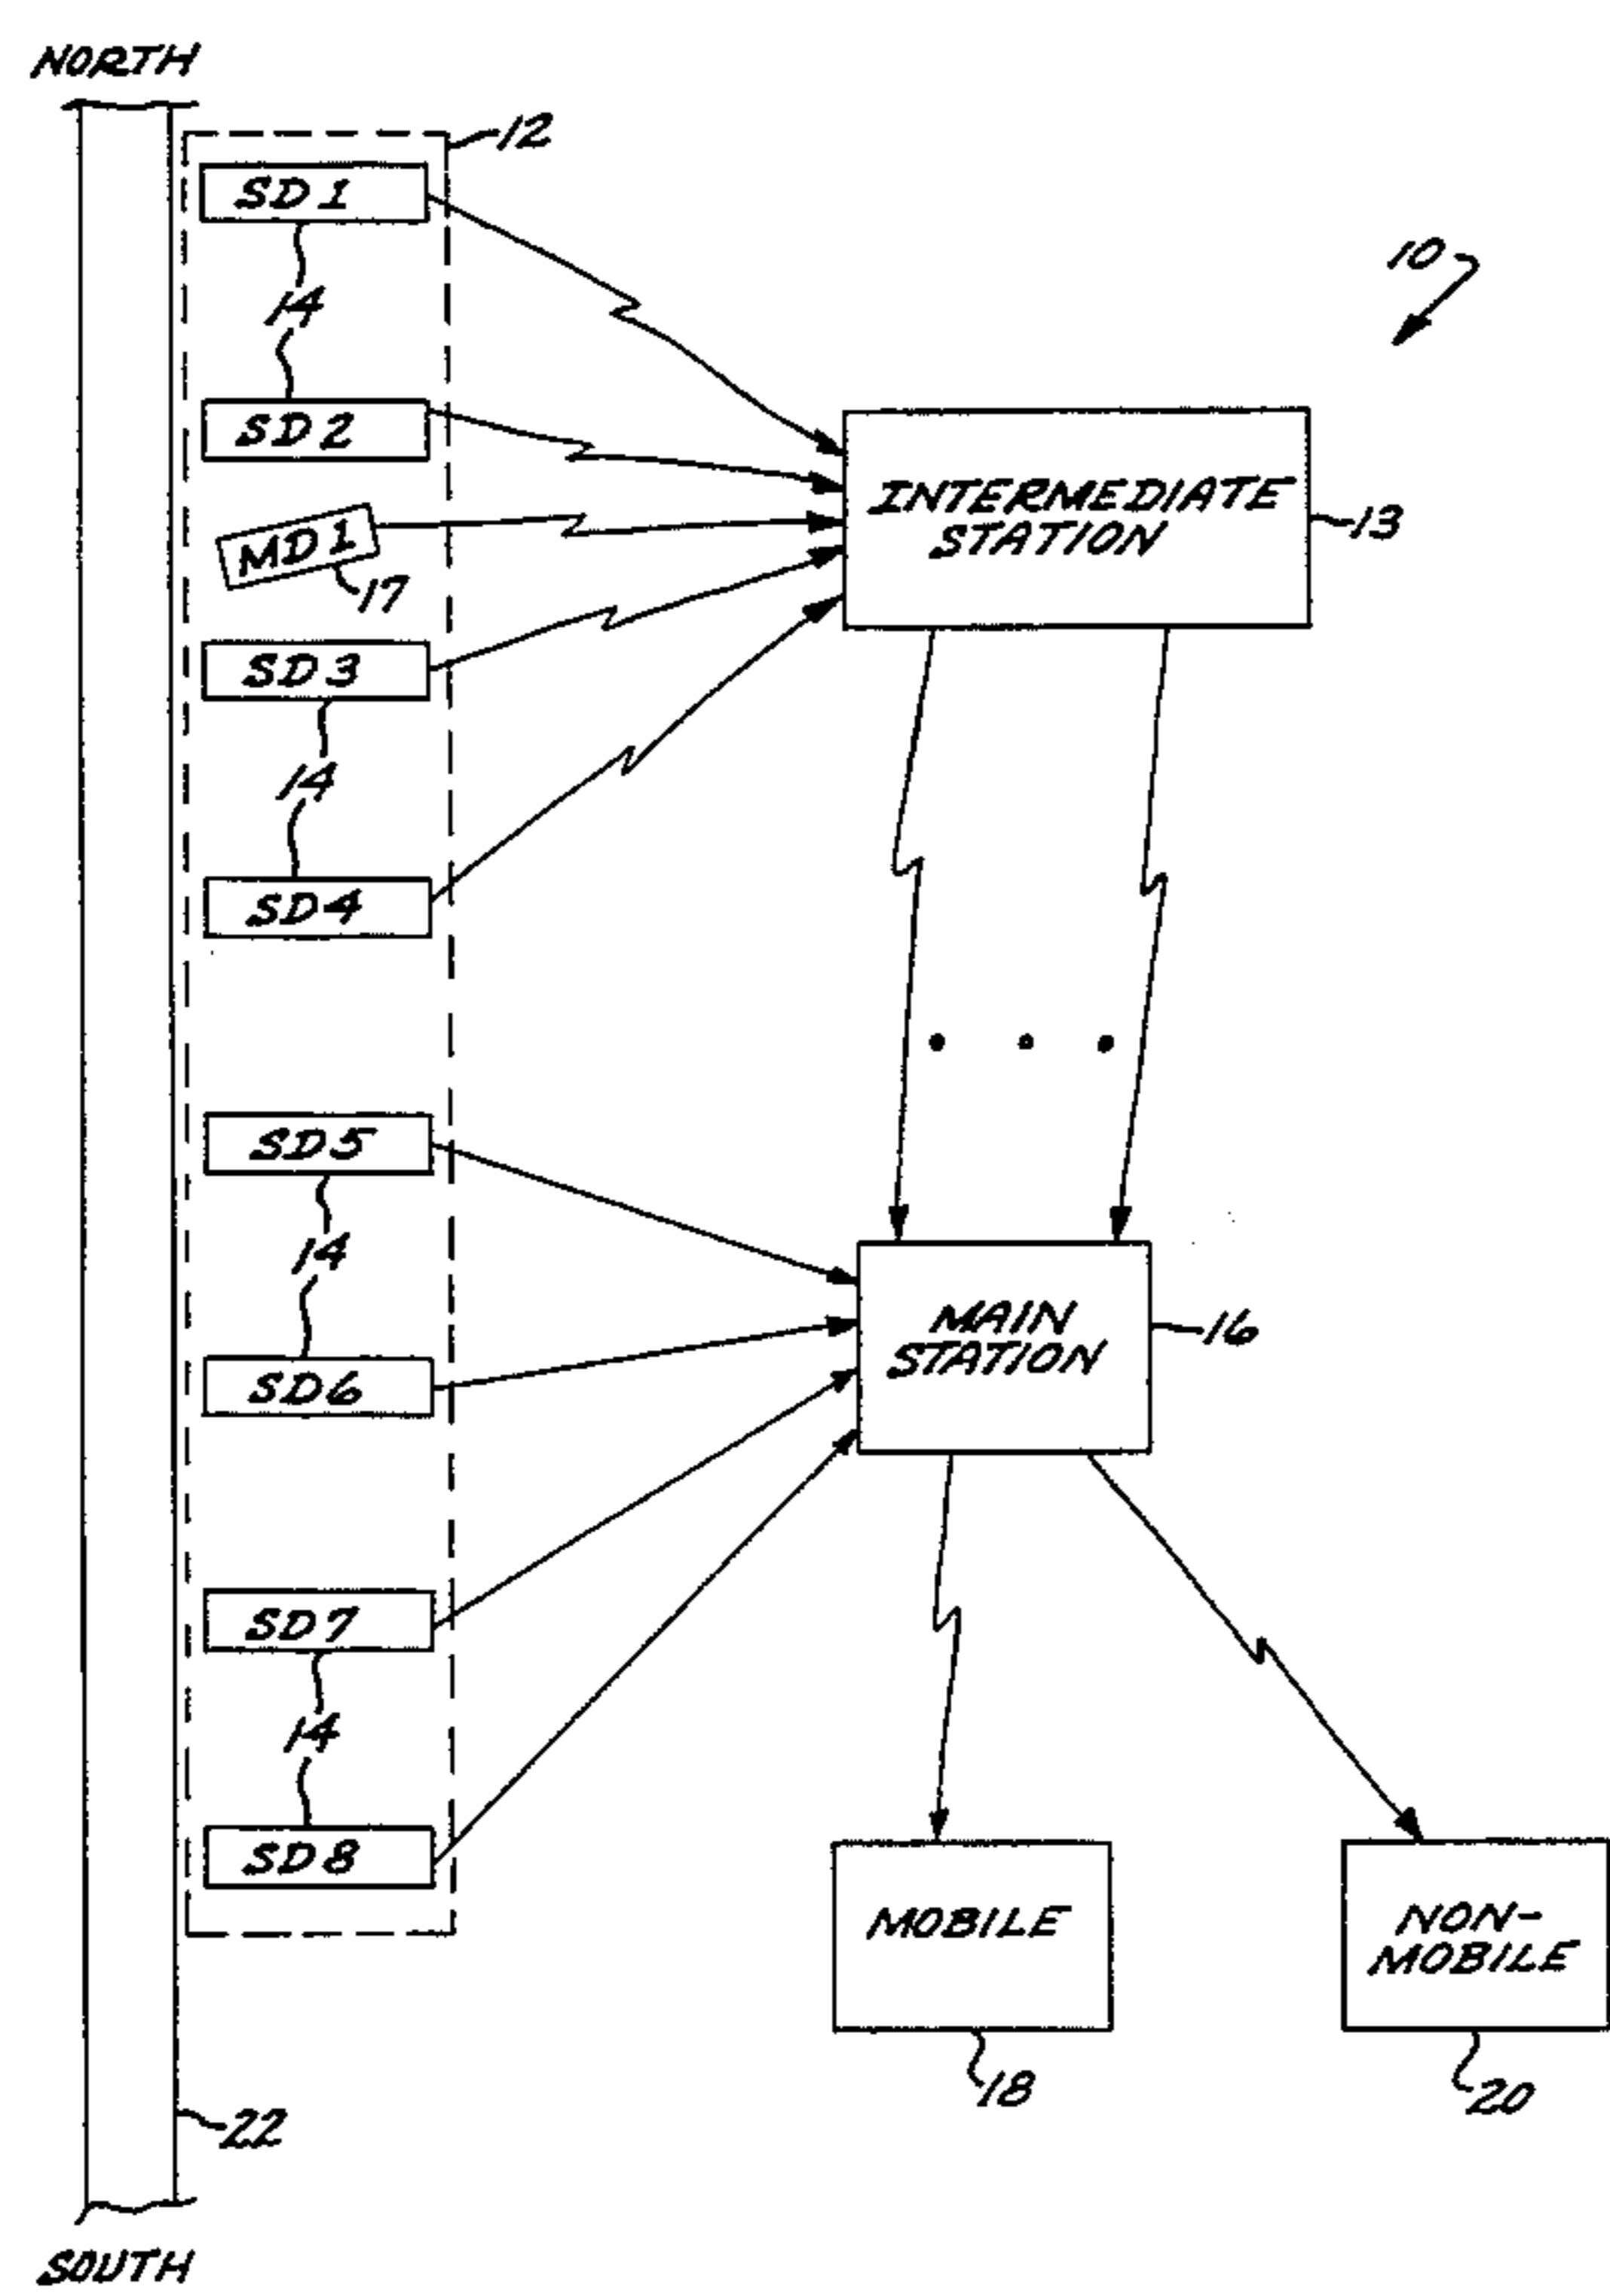 NORTH
12
SD1
10
14
SD2
INTERMEDIATE
STATION
13
MD1
17
SD3
14
SD4
SD5
14
MAIN
STATION
16
SD6
SD7
14
SD8
MOBILE
NON-
MOBILE
18
20
22
SOUTH